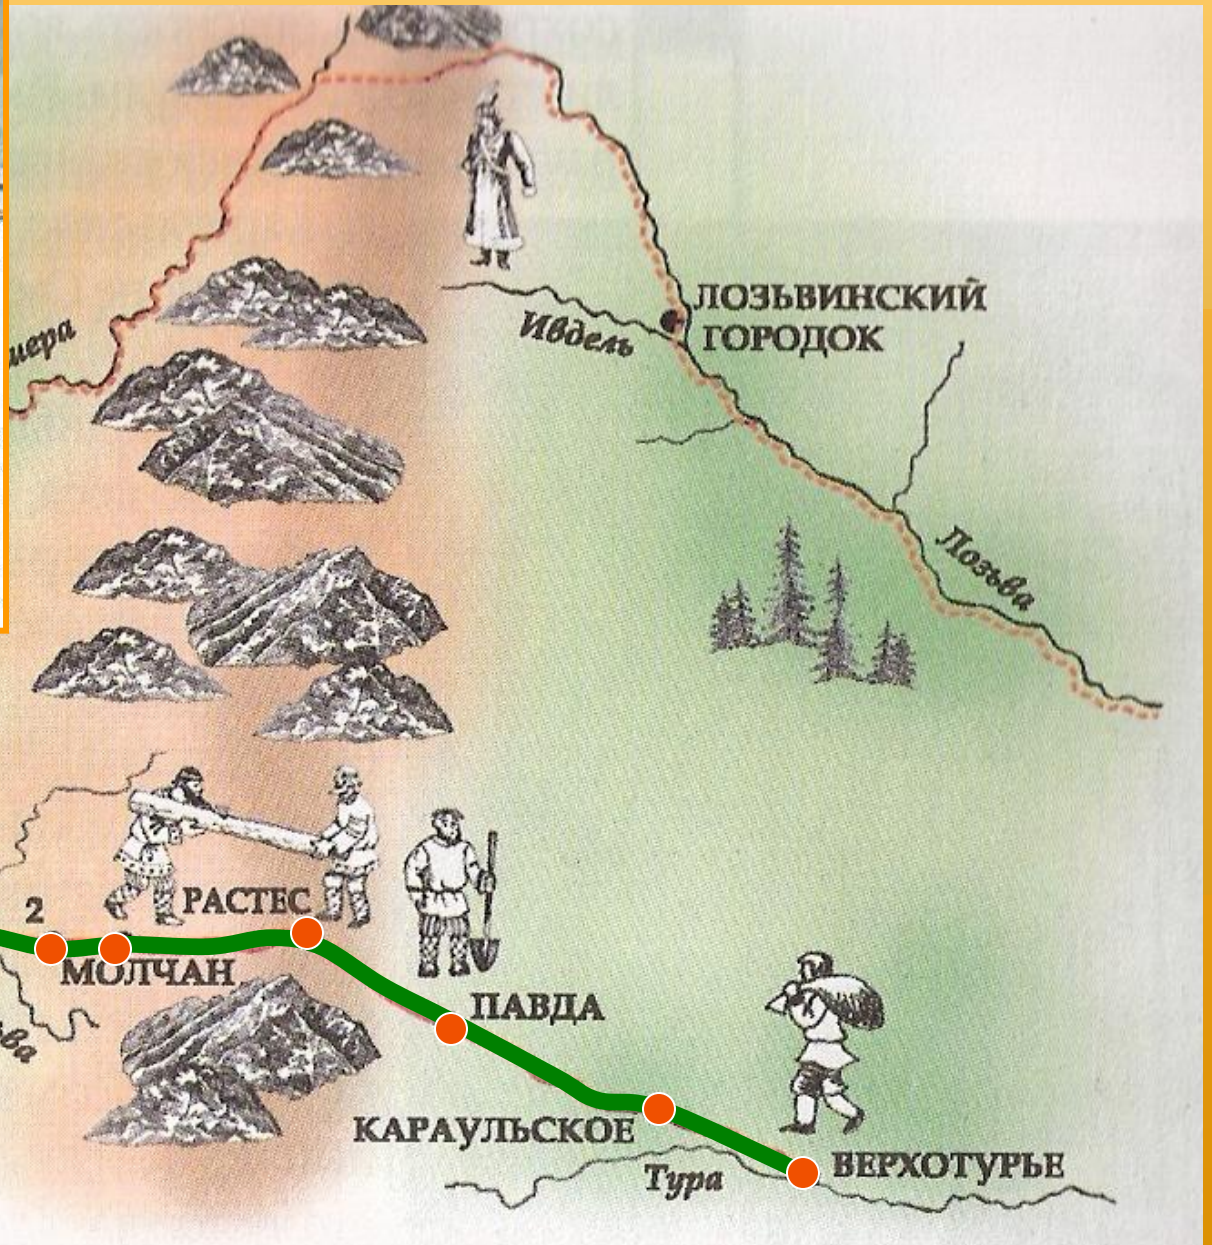 ЛОЗЬВИНСКИЙ
ГОРОДОК
Ивдель
Лозьва
2
РАСТЕС
МОЛЧАН
ПАВДА
КАРАУЛЬСКОЕ
Тура
ВЕРХОТУРЬЕ